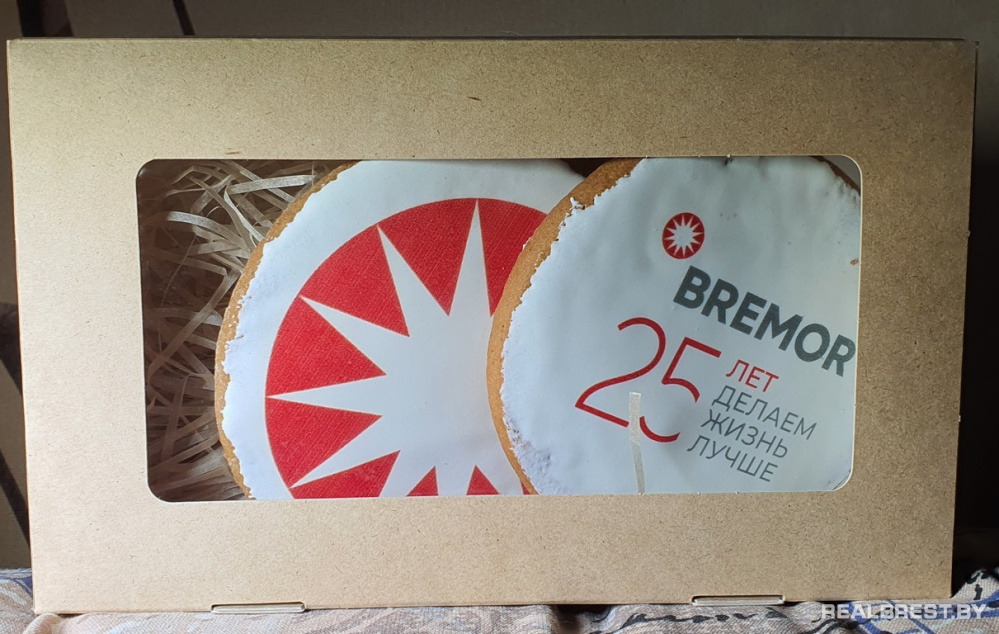 BREMOR
25 ЛЕТ
ДЕЛАЕМ
ЖИЗНЬ
ЛУЧШЕ
REALBREST.BY